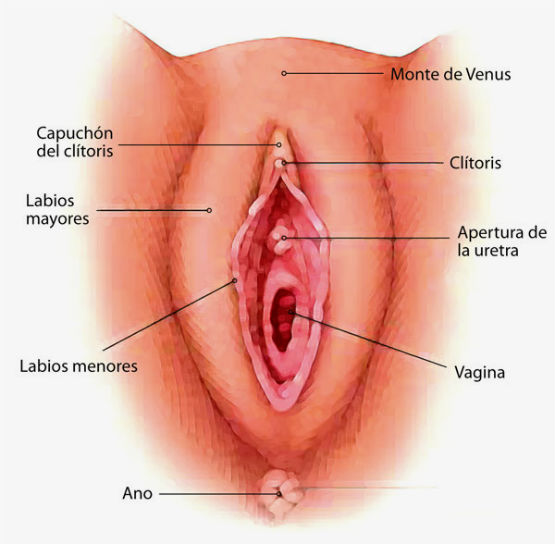 Monte de Venus
Capuchón
del clítoris
Clítoris
Labios
mayores
Apertura de
la uretra
Labios menores
Vagina
Ano